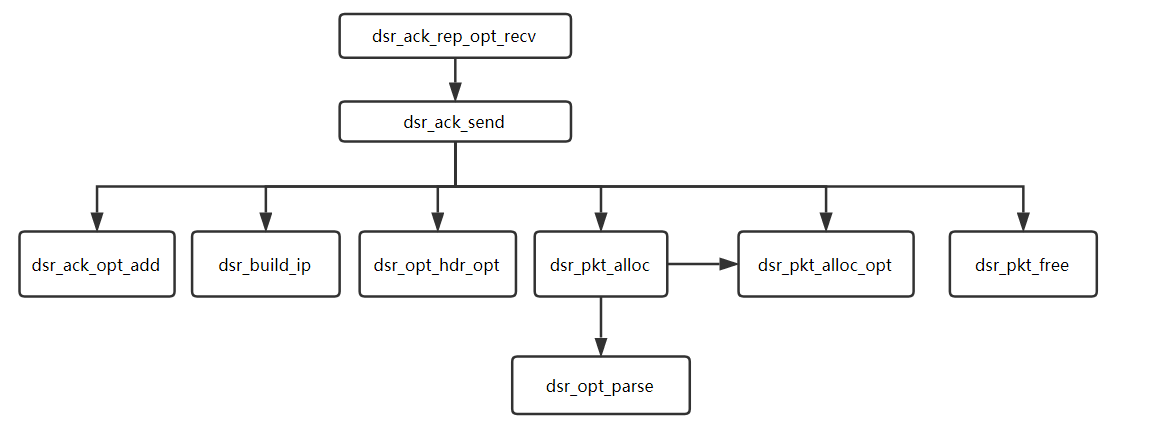 dsr_ack_rep_opt_recv
dsr_ack_send
dsr_ack_opt_add
dsr_build_ip
dsr_opt_hdr_opt
dsr_pkt_alloc
dsr_pkt_alloc_opt
dsr_pkt_free
dsr_opt_parse